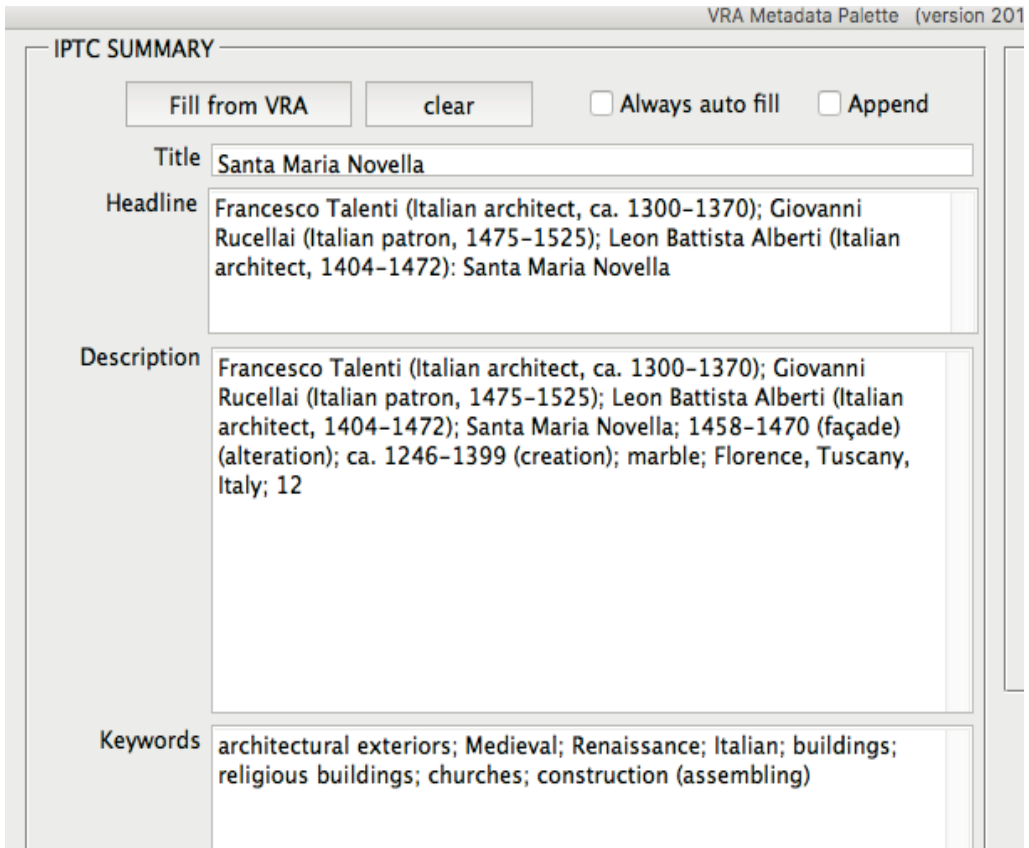 VRA Metadata Palette (version 201
IPTC SUMMARY
Fill from VRA
clear
Always auto fill
Append
Title
Santa Maria Novella
Headline
Francesco Talenti (Italian architect, ca. 1300–1370); Giovanni
Rucellai (Italian patron, 1475–1525); Leon Battista Alberti (Italian
architect, 1404–1472): Santa Maria Novella
Description
Francesco Talenti (Italian architect, ca. 1300–1370); Giovanni
Rucellai (Italian patron, 1475–1525); Leon Battista Alberti (Italian
architect, 1404–1472); Santa Maria Novella; 1458–1470 (façade)
(alteration); ca. 1246–1399 (creation); marble; Florence, Tuscany,
Italy; 12
Keywords
architectural exteriors; Medieval; Renaissance; Italian; buildings;
religious buildings; churches; construction (assembling)